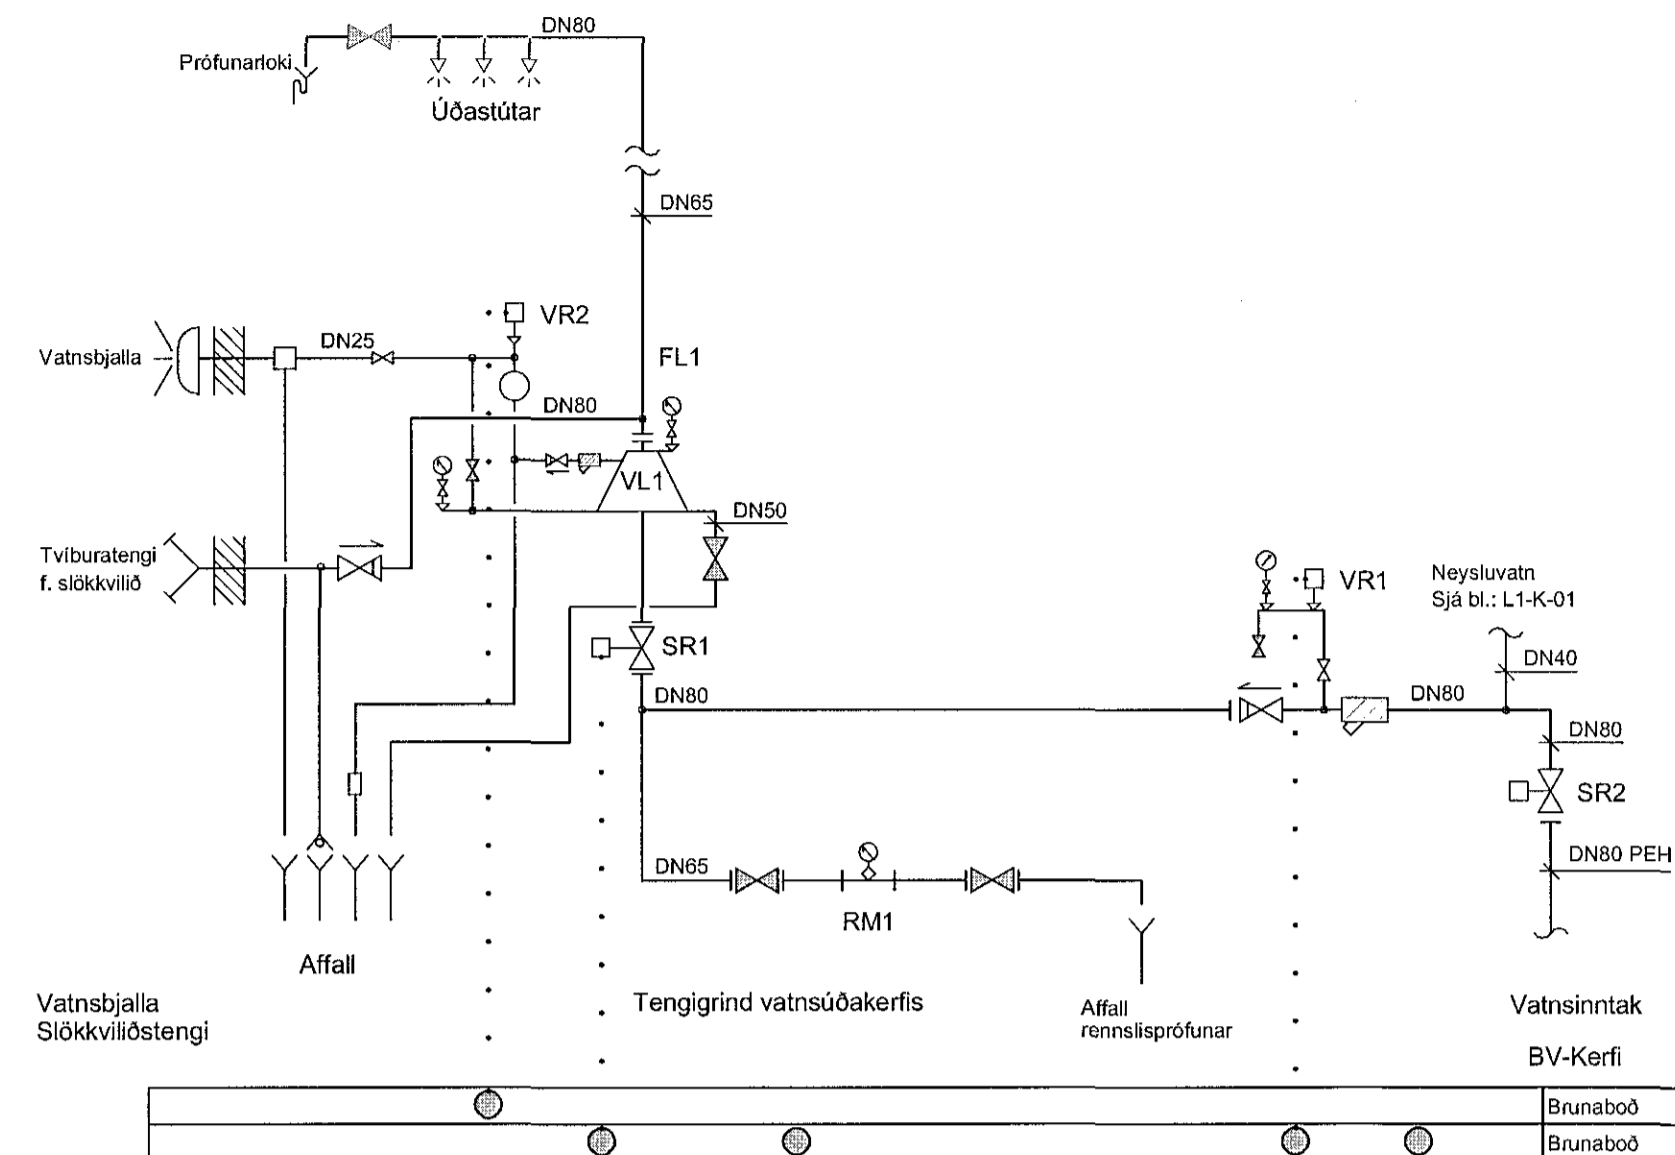 DN80
Prófunarloki
Úðastútar
DN65
VR2
DN25
Vatnsbjalla
FL1
DN80
VL1
DN50
Tvíburatengi
f. slökkvilið
VR1
Neysluvatn
Sjá bl.: L1-K-01
SR1
DN40
DN80
DN80
DN80
SR2
DN65
DN80 PEH
RM1
Affall
Vatnsbjalla
Slökkviliðstengi
Tengigrind vatnsúðakerfis
Affall
rennslisprófunar
Vatnsinntak
BV-Kerfi
Brunaboð
Brunaboð